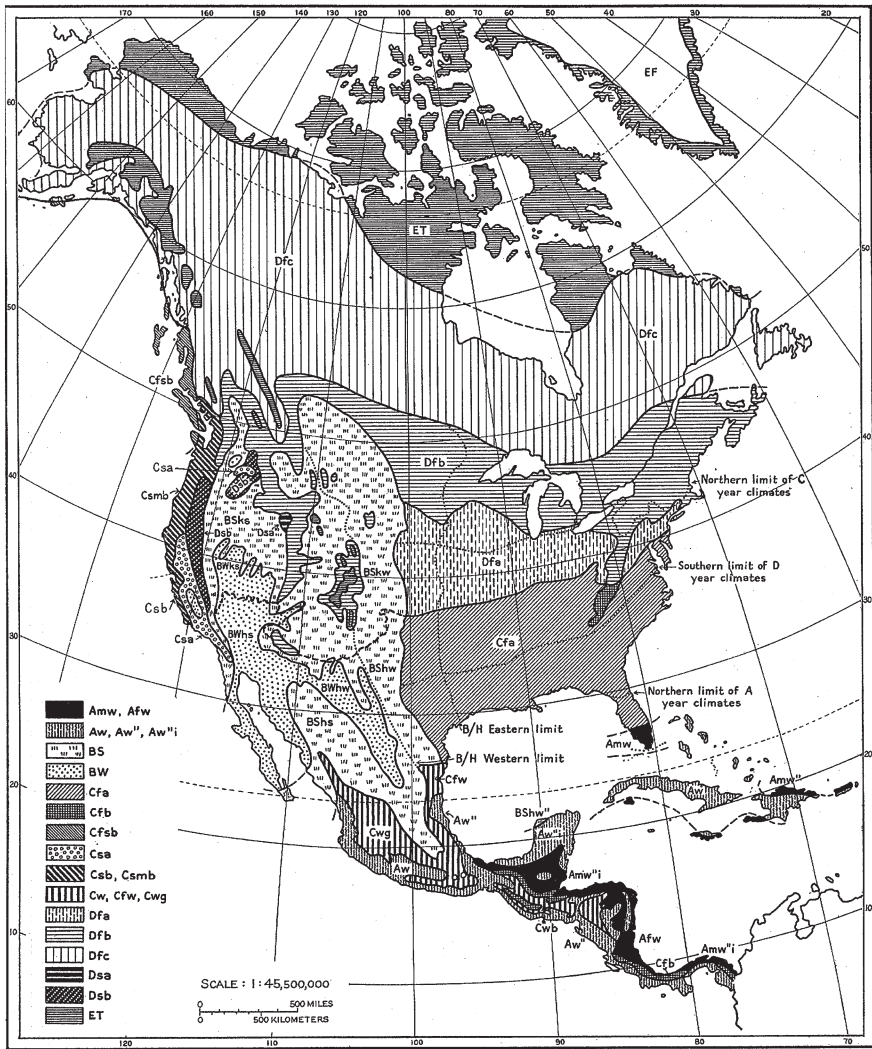 170 160 150 140 130 120 110 100 90 80 70 60 50 40 30 20
60
EF
50
ET
Dfc
Dfc
50
Cfsb
40
40
Csa
Dfb
Northern limit of C
year climates
Csmb
BSks
Dsb
Dsa
Dfa
BWks
BSkw
Southern limit of D
year climates
Csb
30
Csa
BWhs
Cfa
30
BShw
BWhw
Northern limit of A
year climates
BShs
B/H Eastern limit
Amw
B/H Western limit
Cfw
20
20
Aw
Amw"
BShw"
Aw"i
Aw"
Cwg
Aw
Amw"i
10
Cwb
Aw"
Afw
Amw"i
Cfb
10
Amw, Afw
Aw, Aw", Aw"i
BS
BW
Cfa
Cfb
Cfsb
Csa
Csb, Csmb
Cw, Cfw, Cwg
Dfa
Dfb
Dfc
Dsa
Dsb
ET
SCALE : 1:45,500,000
0 500 MILES
0 500 KILOMETERS
120 110 100 90 80 70